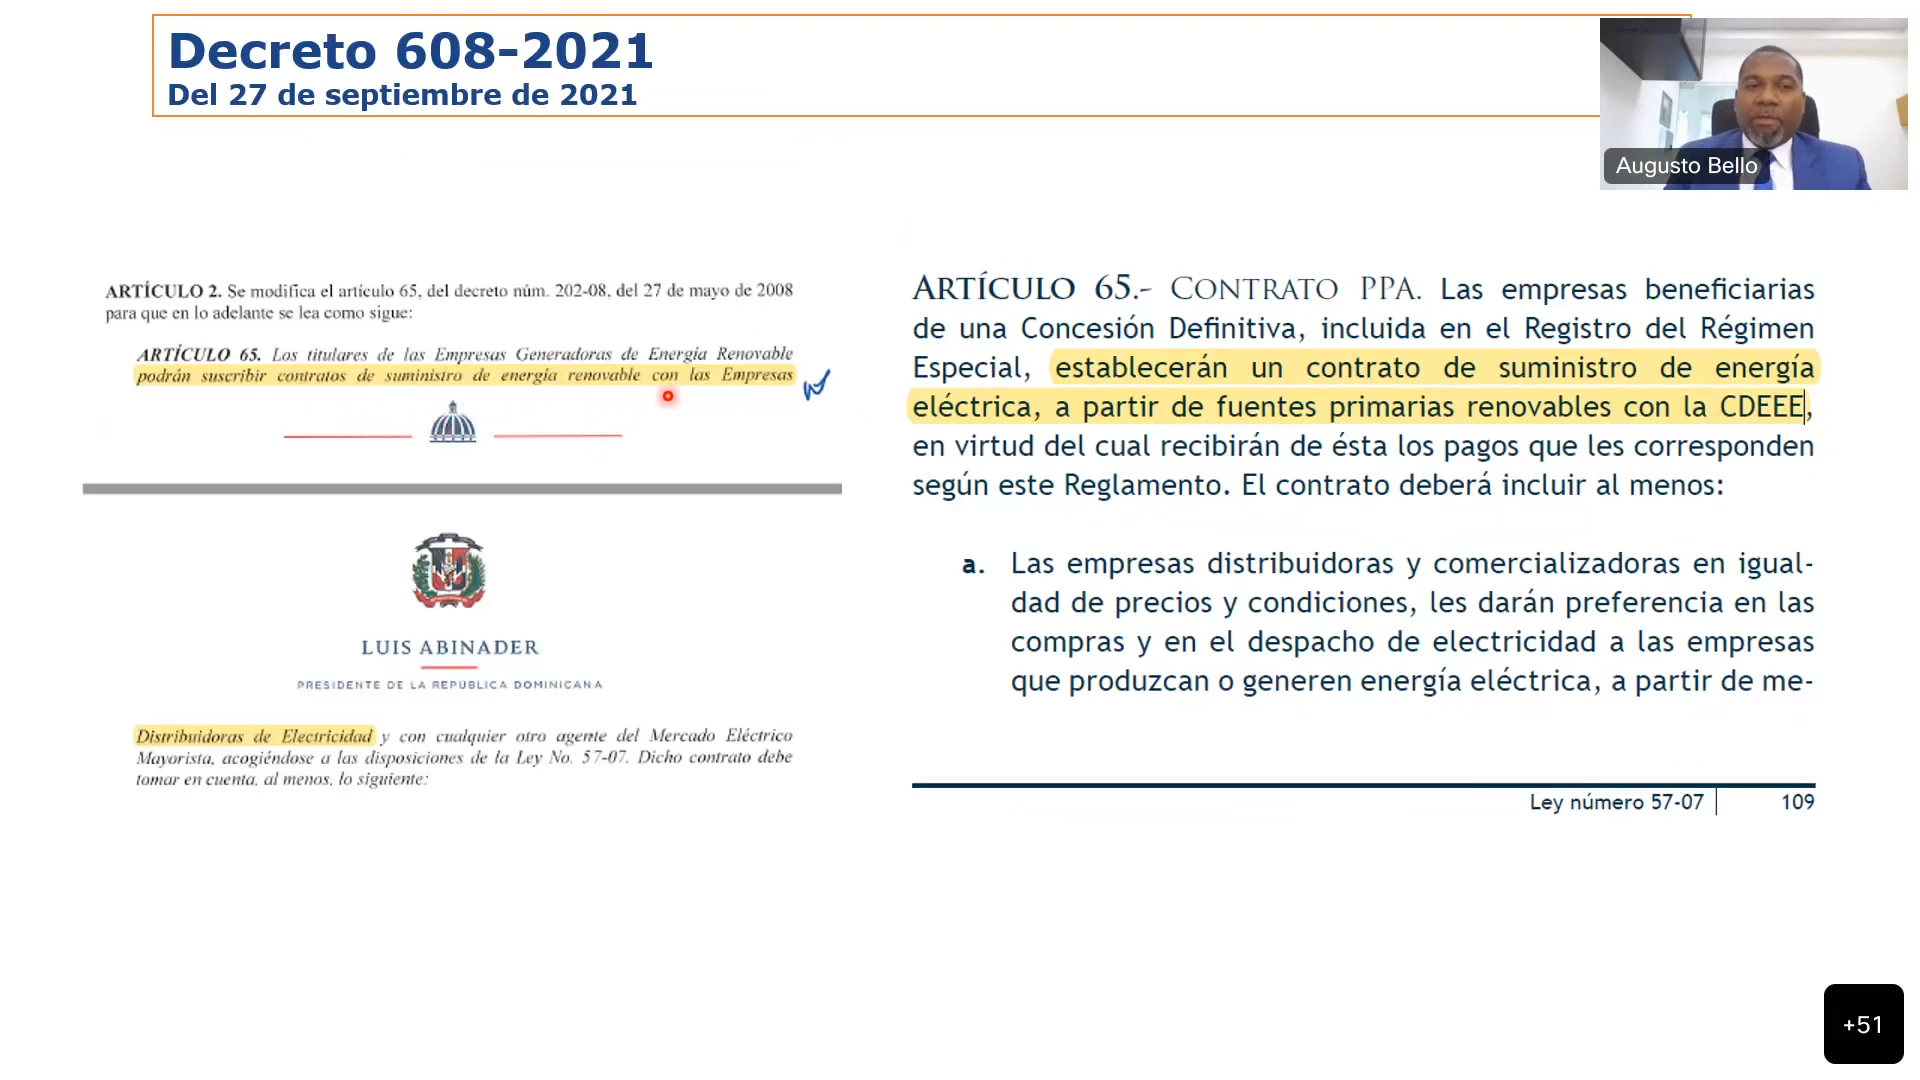 Decreto 608-2021
Del 27 de septiembre de 2021
Augusto Bello
ARTÍCULO 2. Se modifica el artículo 65, del decreto núm. 202-08, del 27 de mayo de 2008
para que en lo adelante se lea como sigue:
ARTÍCULO 65. Los titulares de las Empresas Generadoras de Energía Renovable
podrán suscribir contratos de suministro de energía renovable con las Empresas
LUIS ABINADER
PRESIDENTE DE LA REPÚBLICA DOMINICANA
Distribuidoras de Electricidad y con cualquier otro agente del Mercado Eléctrico
Mayorista, acogiéndose a las disposiciones de la Ley No. 57-07. Dicho contrato debe
tomar en cuenta, al menos, lo siguiente:
ARTÍCULO 65.- CONTRATO PPA. Las empresas beneficiarias
de una Concesión Definitiva, incluida en el Registro del Régimen
Especial, establecerán un contrato de suministro de energía
eléctrica, a partir de fuentes primarias renovables con la CDEEE,
en virtud del cual recibirán de ésta los pagos que les corresponden
según este Reglamento. El contrato deberá incluir al menos:
a. Las empresas distribuidoras y comercializadoras en igual-
dad de precios y condiciones, les darán preferencia en las
compras y en el despacho de electricidad a las empresas
que produzcan o generen energía eléctrica, a partir de me-
Ley número 57-07 109
+51